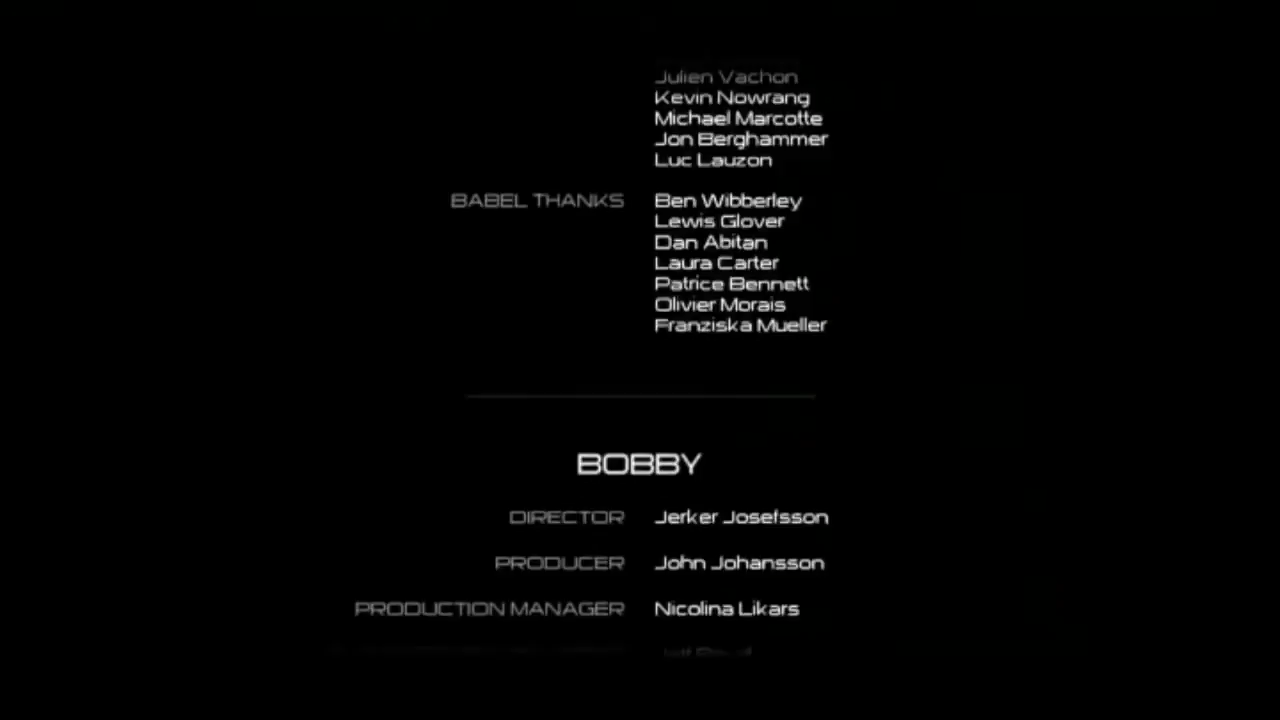 Julien Vachon
Kevin Nowrang
Michael Marcotte
Jon Berghammer
Luc Lauzon
BABEL THANKS Ben Wibberley
Lewis Glover
Dan Abitan
Laura Carter
Patrice Bennett
Olivier Morais
Franziska Mueller
BOBBY
DIRECTOR Jerker Josefsson
PRODUCER John Johansson
PRODUCTION MANAGER Nicolina Likars